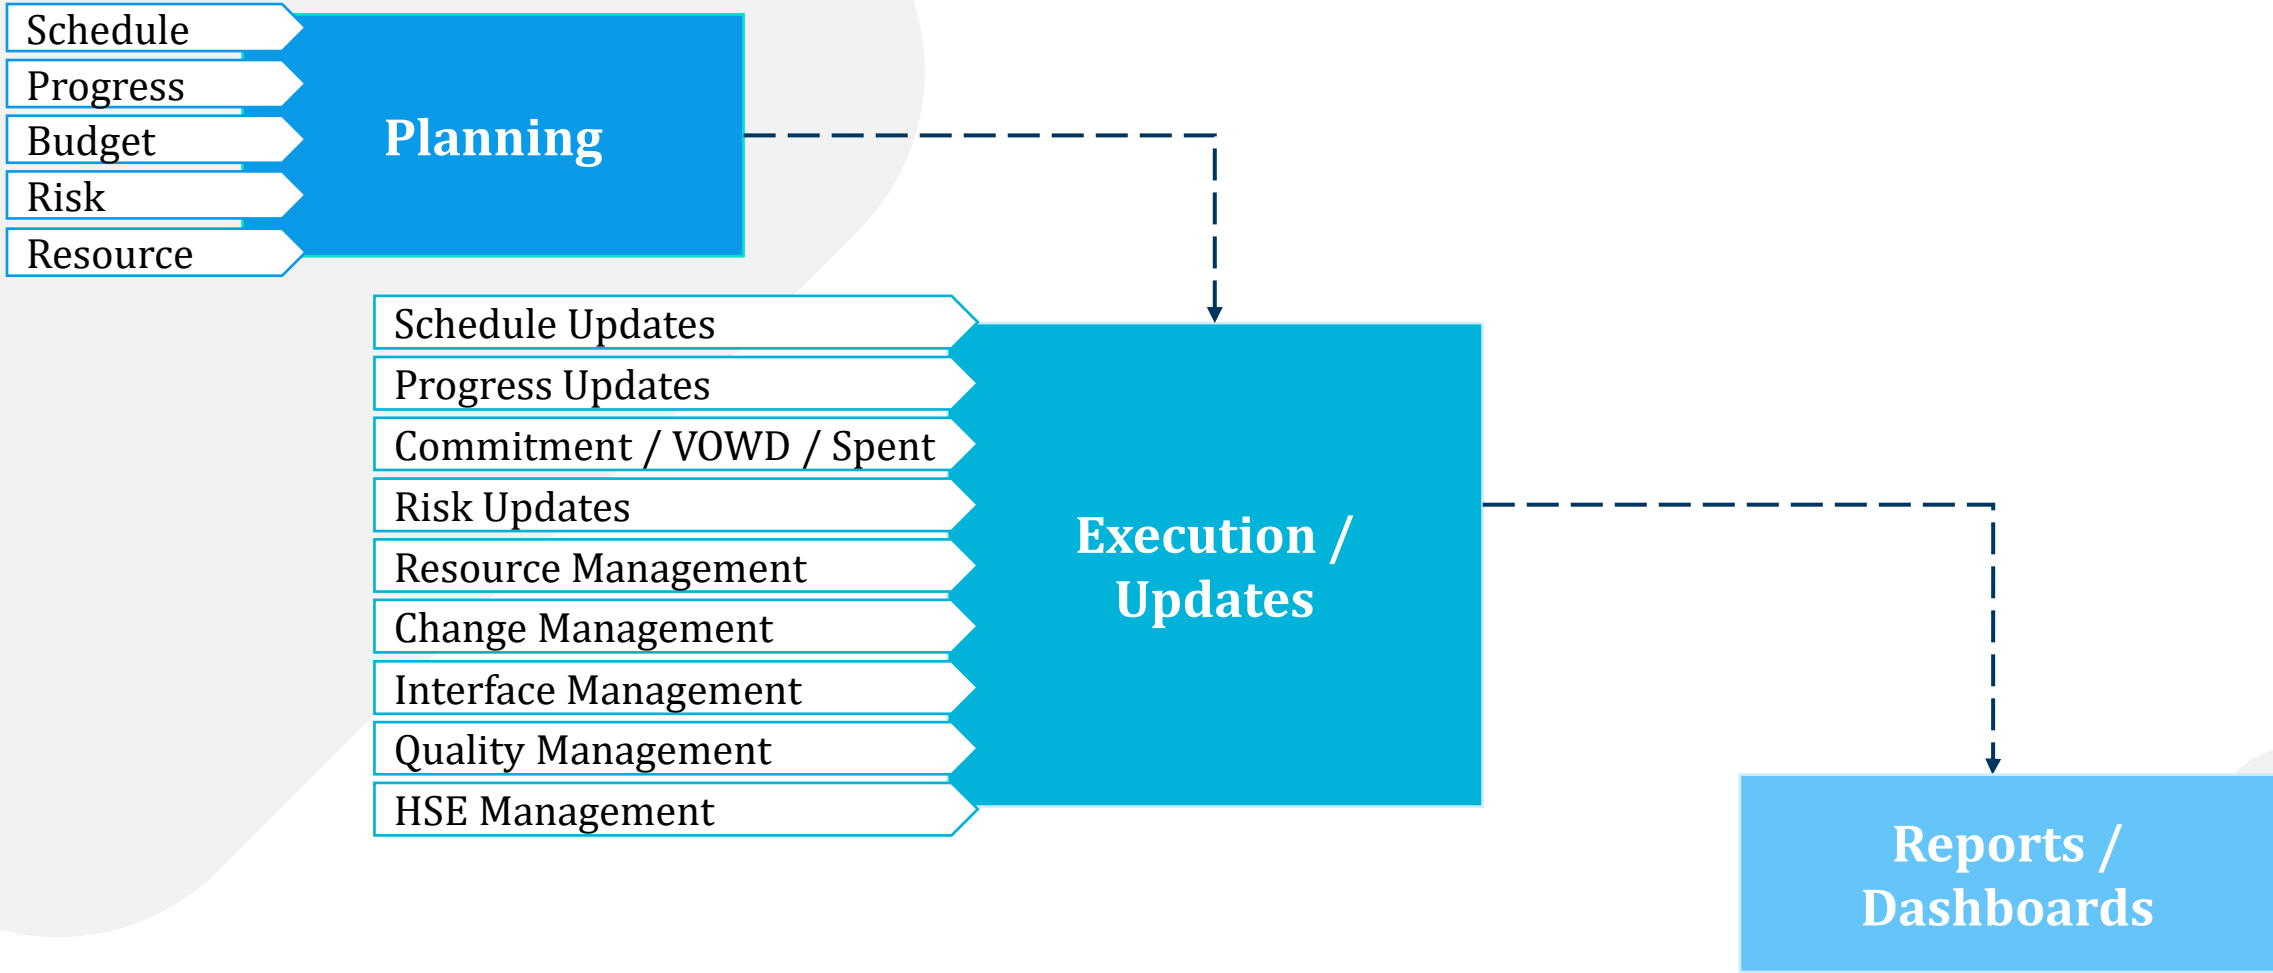 Schedule
Progress
Budget
Risk
Resource
Planning
Schedule Updates
Progress Updates
Commitment / VOWD / Spent
Risk Updates
Resource Management
Change Management
Interface Management
Quality Management
HSE Management
Execution /
Updates
Reports /
Dashboards